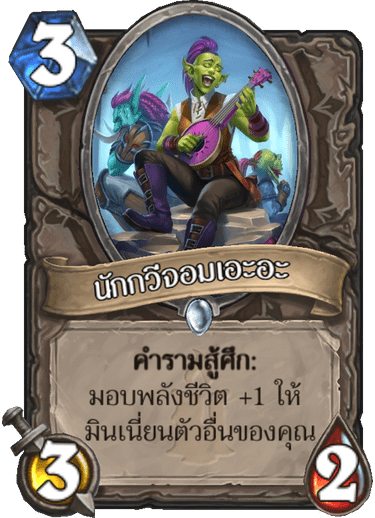 3
นักกวีจอมเอะอะ
คำรามสู้ศึก:
มอบพลังชีวิต +1 ให้
มินเนี่ยนตัวอื่นของคุณ
3
2